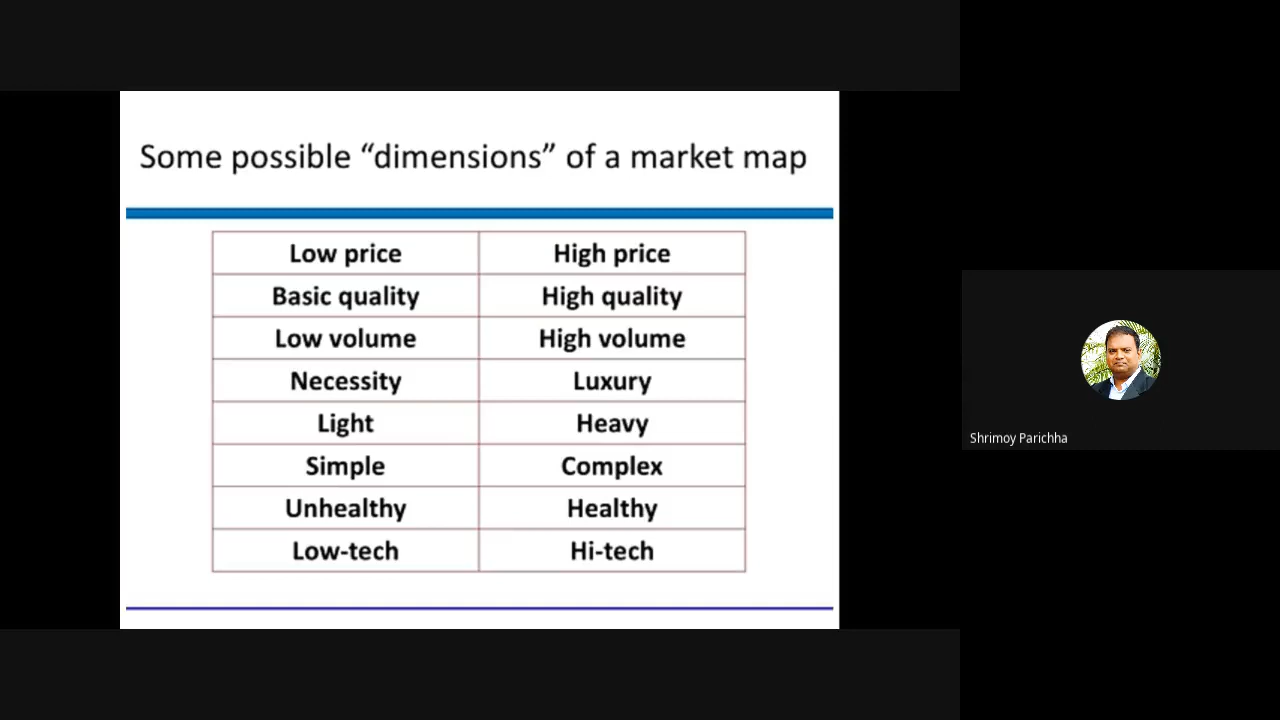 Some possible “dimensions” of a market map
Low price High price
Basic quality High quality
Low volume High volume
Necessity Luxury
Light Heavy
Simple Complex
Unhealthy Healthy
Low-tech Hi-tech
Shrimoy Parichha